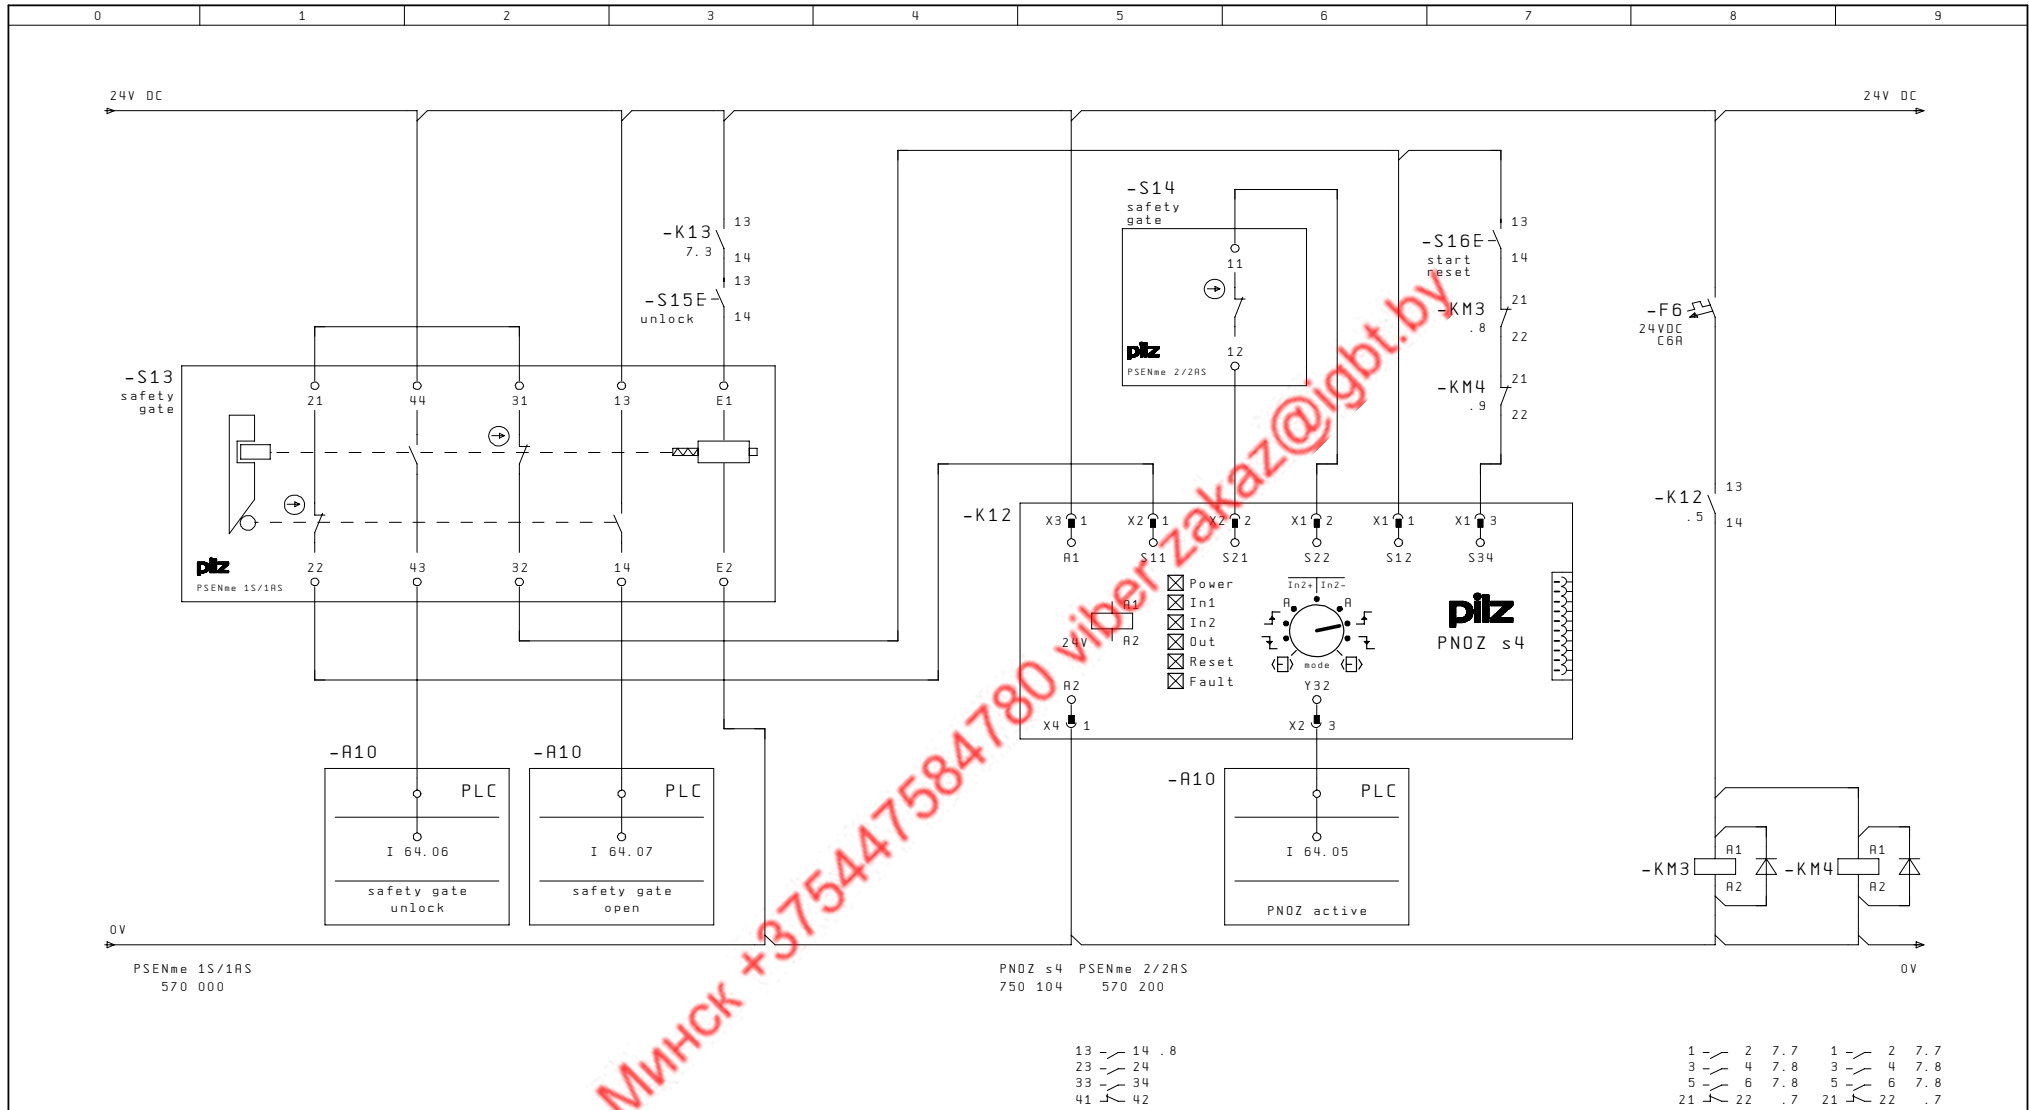 0 1 2 3 4 5 6 7 8 9
24V DC
24V DC
-K13
7.3
13
14
-S15E
unlock
13
14
-S14
safety
gate
11
12
pilz
PSENme 2/2AS
-S16E
start
reset
13
14
-KM3
.8
21
22
-KM4
.9
21
22
-F6
24VDC
C6A
-K12
.5
13
14
-S13
safety
gate
21 44 31 13 E1
22 43 32 14 E2
pilz
PSENme 1S/1AS
-K12
X3 1 X2 1 X2 2 X1 2 X1 1 X1 3
A1 S11 S21 S22 S12 S34
Power
In1
In2
Out
Reset
Fault
A1
24V
A2
In2+ In2-
A A
mode
pilz
PNOZ s4
A2
X4 1
Y32
X2 3
-A10
PLC
I 64.06
safety gate
unlock
-A10
PLC
I 64.07
safety gate
open
-A10
PLC
I 64.05
PNOZ active
-KM3
A1
A2
-KM4
A1
A2
0V
0V
PSENme 1S/1AS
570 000
PNOZ s4 PSENme 2/2AS
750 104 570 200
13 14 .8
23 24
33 34
41 42
1 2 7.7 1 2 7.7
3 4 7.8 3 4 7.8
5 6 7.8 5 6 7.8
21 22 .7 21 22 .7
Минск +375447584780 viber zakaz@igbt.by